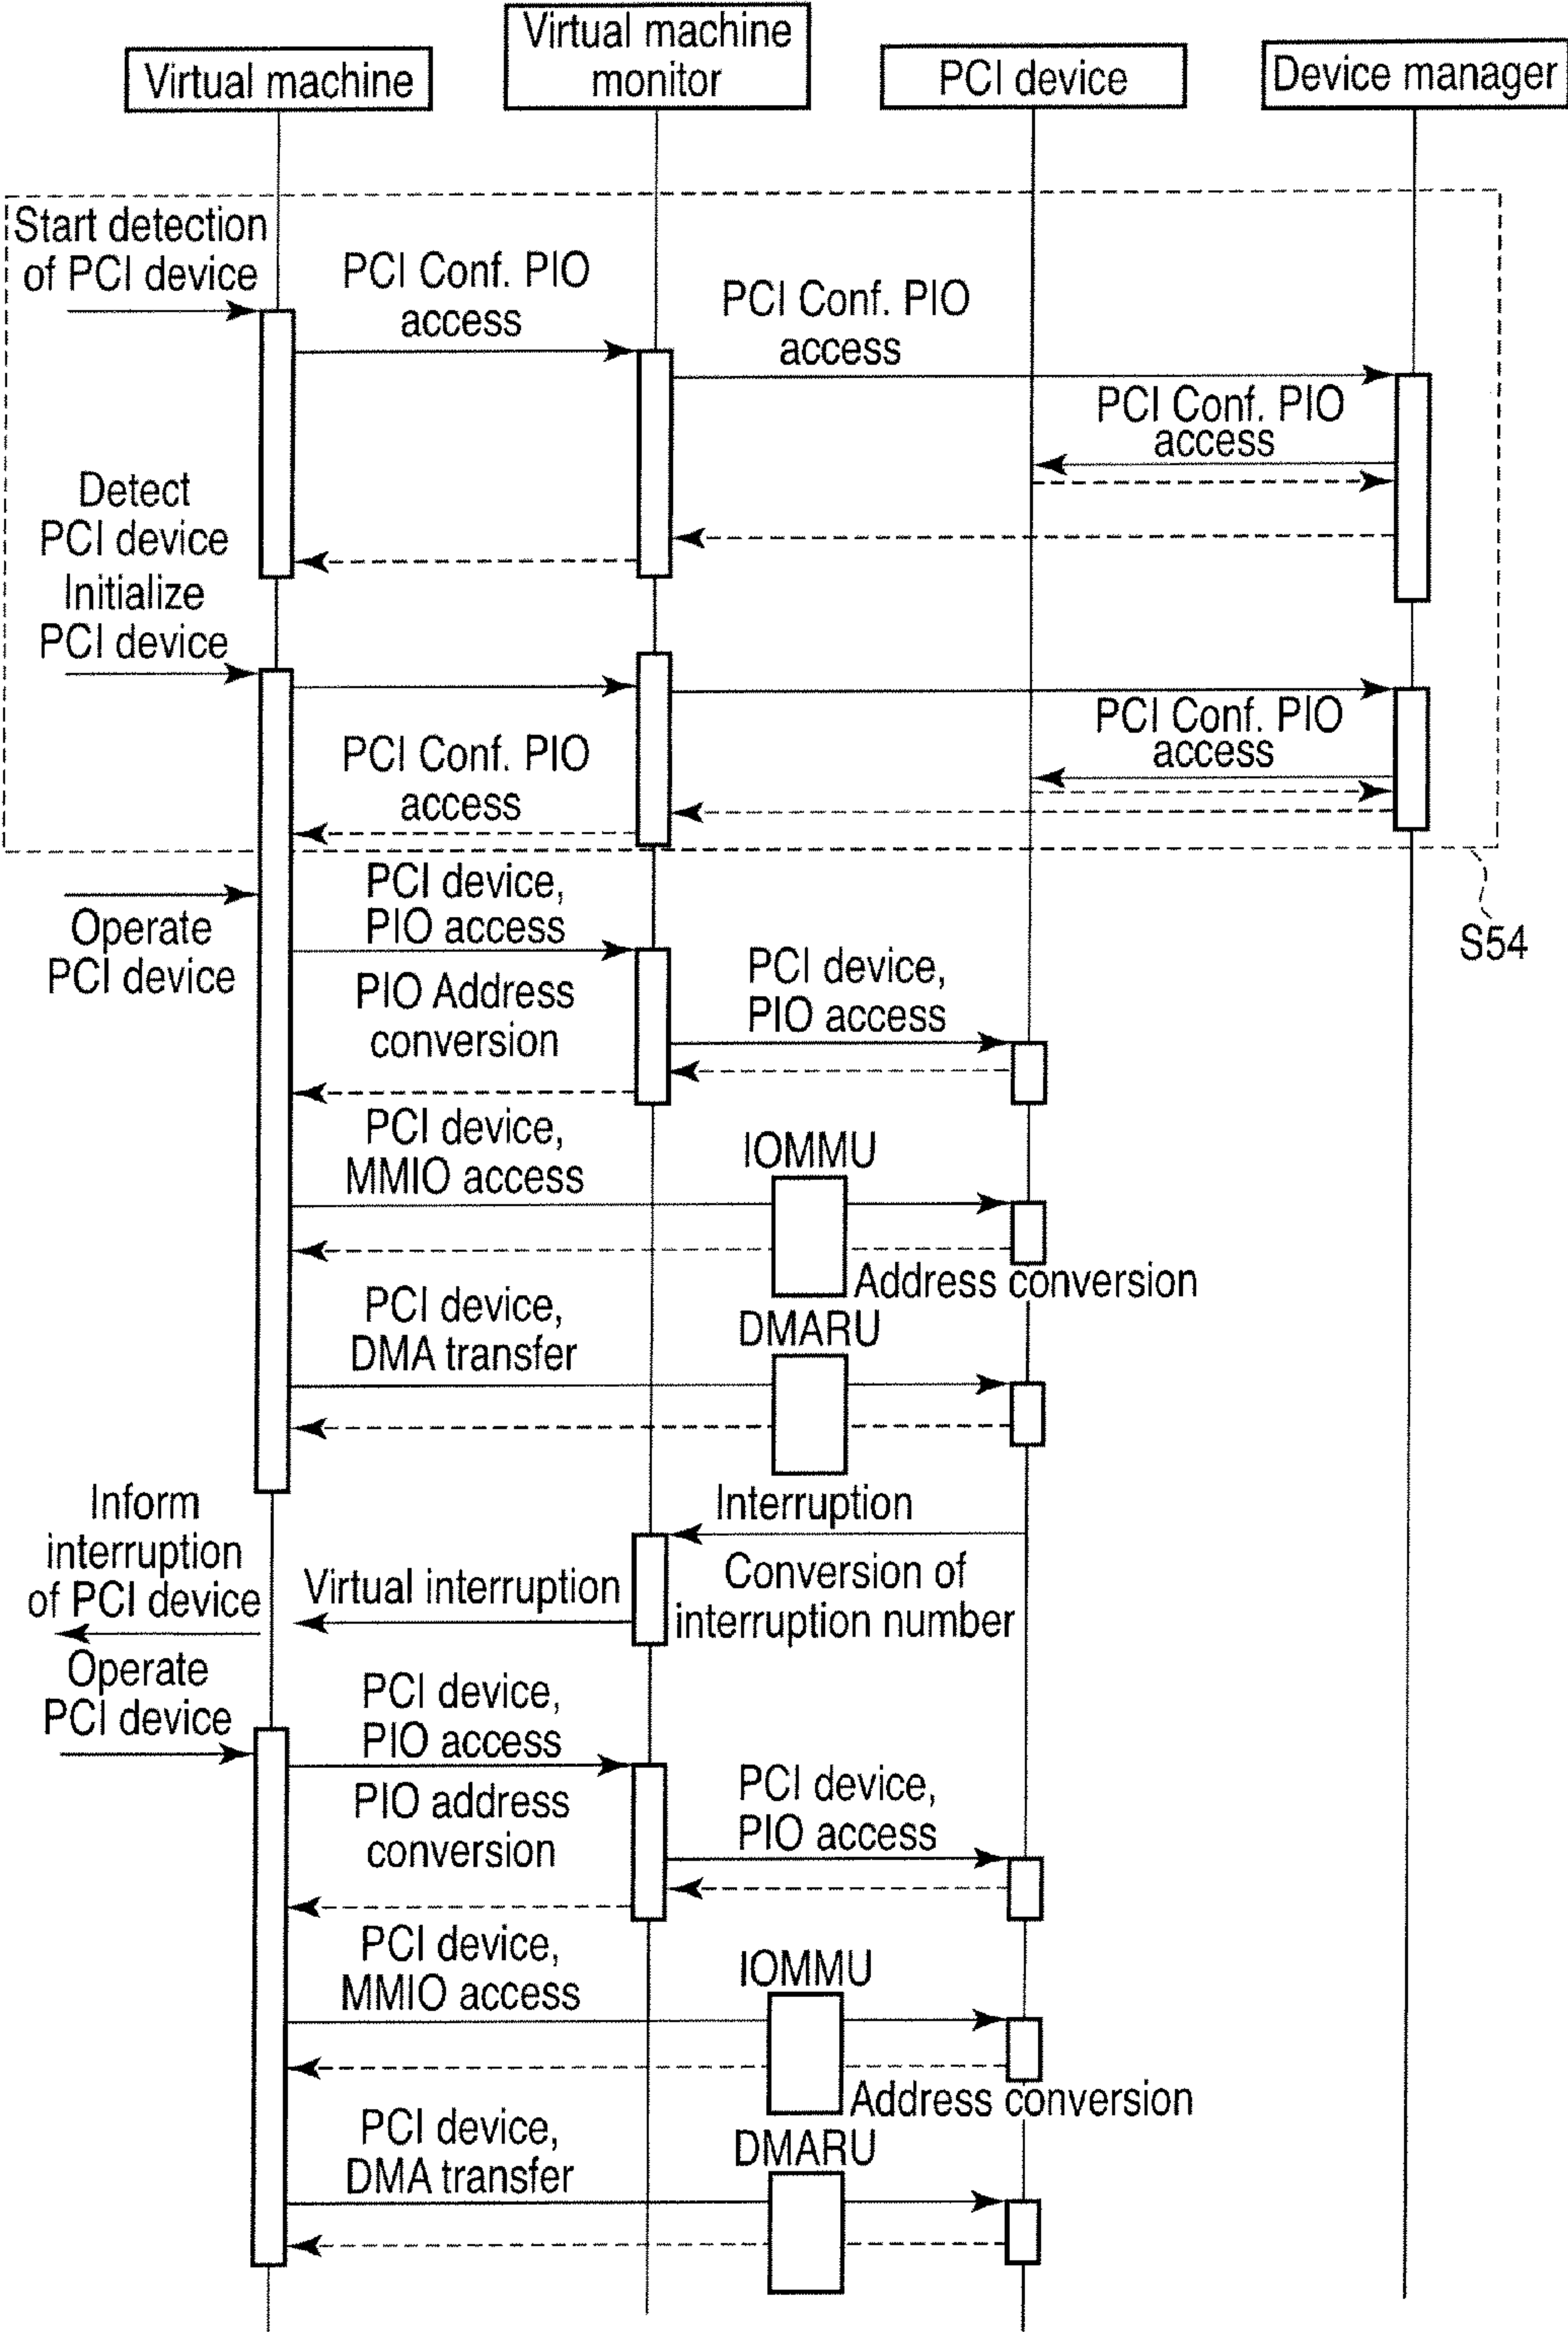 Virtual machine
Virtual machine
monitor
PCI device
Device manager
Start detection
of PCI device
PCI Conf. PIO
access
PCI Conf. PIO
access
PCI Conf. PIO
access
Detect
PCI device
Initialize
PCI device
PCI Conf. PIO
access
PCI Conf. PIO
access
S54
Operate
PCI device
PCI device,
PIO access
PIO Address
conversion
PCI device,
PIO access
PCI device,
MMIO access
IOMMU
Address conversion
PCI device,
DMA transfer
DMARU
Interruption
Conversion of
interruption number
Virtual interruption
Inform
interruption
of PCI device
Operate
PCI device
PCI device,
PIO access
PIO address
conversion
PCI device,
PIO access
PCI device,
MMIO access
IOMMU
Address conversion
PCI device,
DMA transfer
DMARU